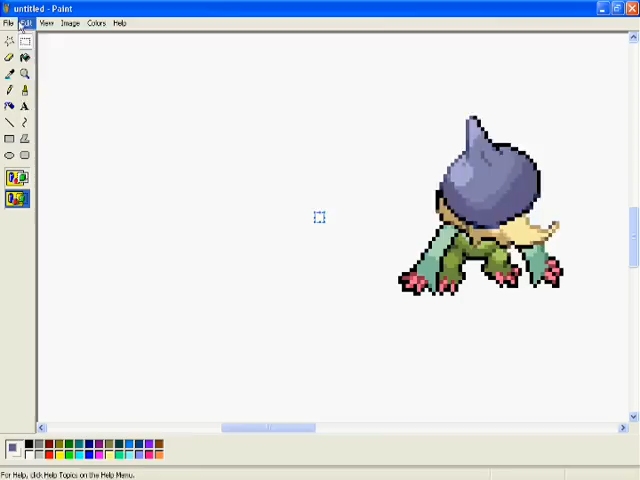 untitled - Paint
File Edit View Image Colors Help
A
For Help, click Help Topics on the Help Menu.